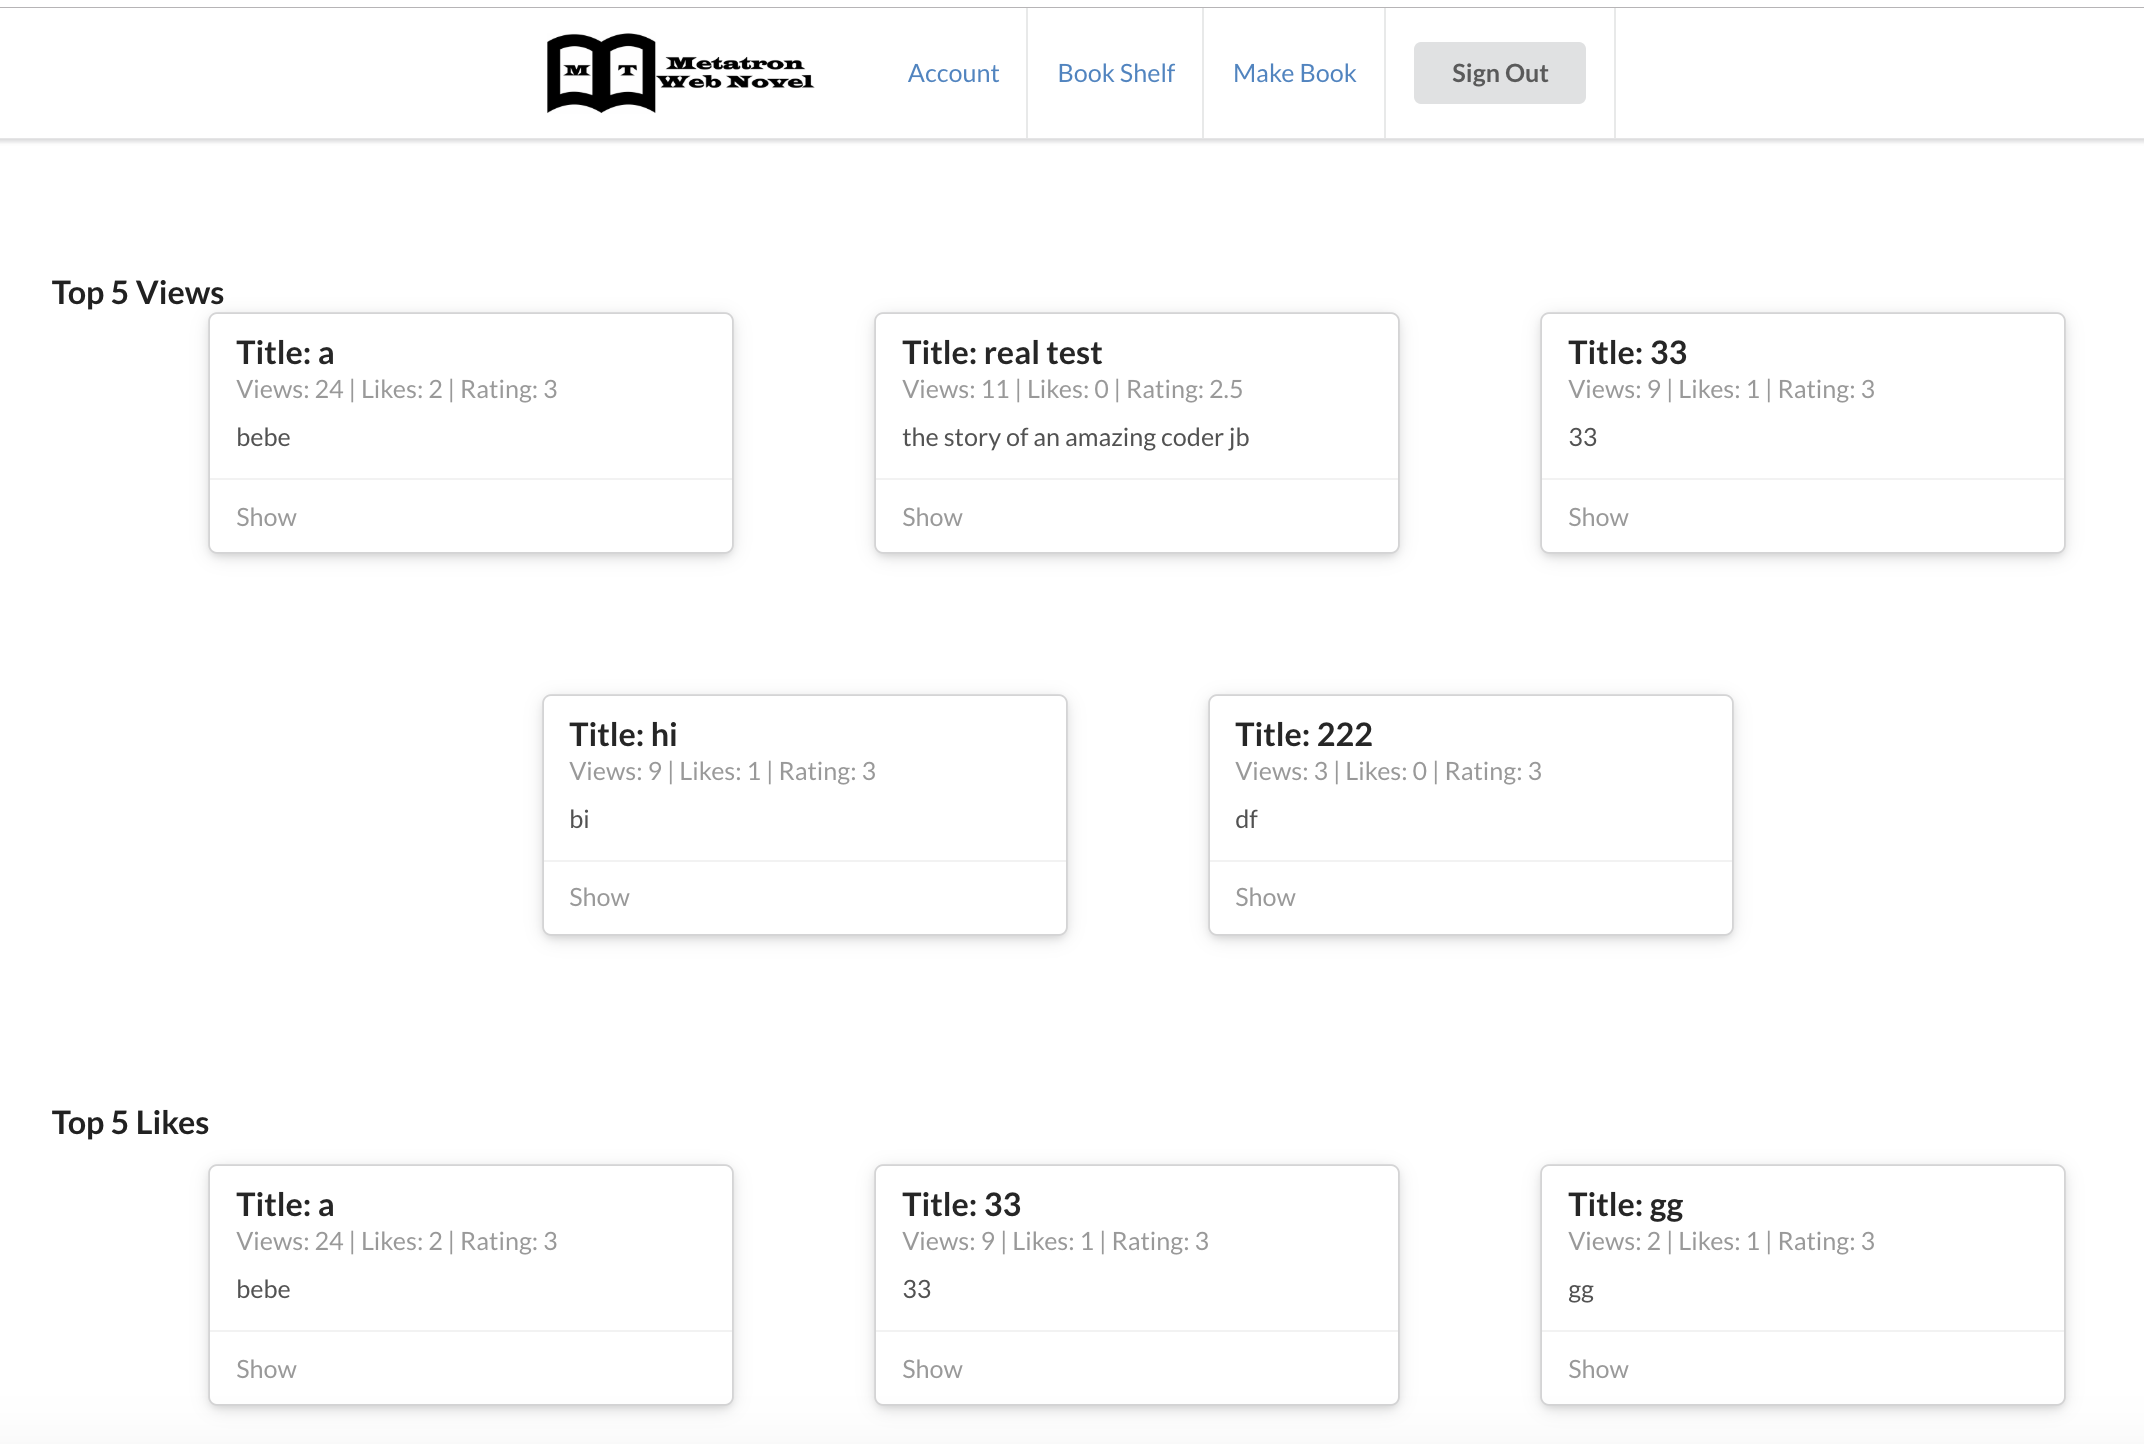 M T
Metatron
Web Novel
Account
Book Shelf
Make Book
Sign Out
Top 5 Views
Title: a
Views: 24 | Likes: 2 | Rating: 3
bebe
Show
Title: real test
Views: 11 | Likes: 0 | Rating: 2.5
the story of an amazing coder jb
Show
Title: 33
Views: 9 | Likes: 1 | Rating: 3
33
Show
Title: hi
Views: 9 | Likes: 1 | Rating: 3
bi
Show
Title: 222
Views: 3 | Likes: 0 | Rating: 3
df
Show
Top 5 Likes
Title: a
Views: 24 | Likes: 2 | Rating: 3
bebe
Show
Title: 33
Views: 9 | Likes: 1 | Rating: 3
33
Show
Title: gg
Views: 2 | Likes: 1 | Rating: 3
gg
Show